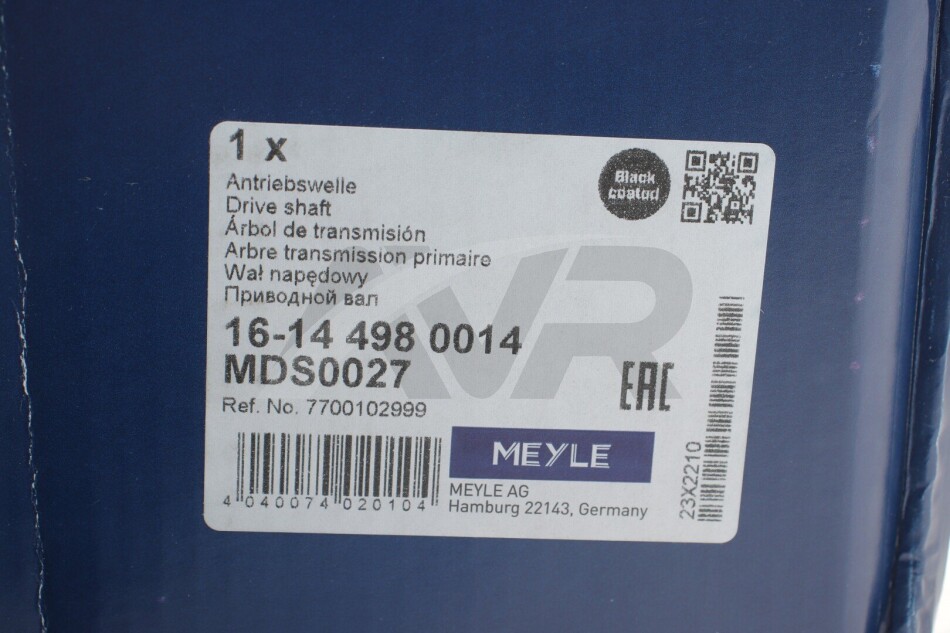 1 x
Antriebswelle
Drive shaft
Árbol de transmisión
Arbre transmission primaire
Wał napędowy
Приводной вал
16-14 498 0014
MDS0027
Ref. No. 7700102999
4 040074 020104
Black
coated
EAC
MEYLE
MEYLE AG
Hamburg 22143, Germany
23X2210
VR